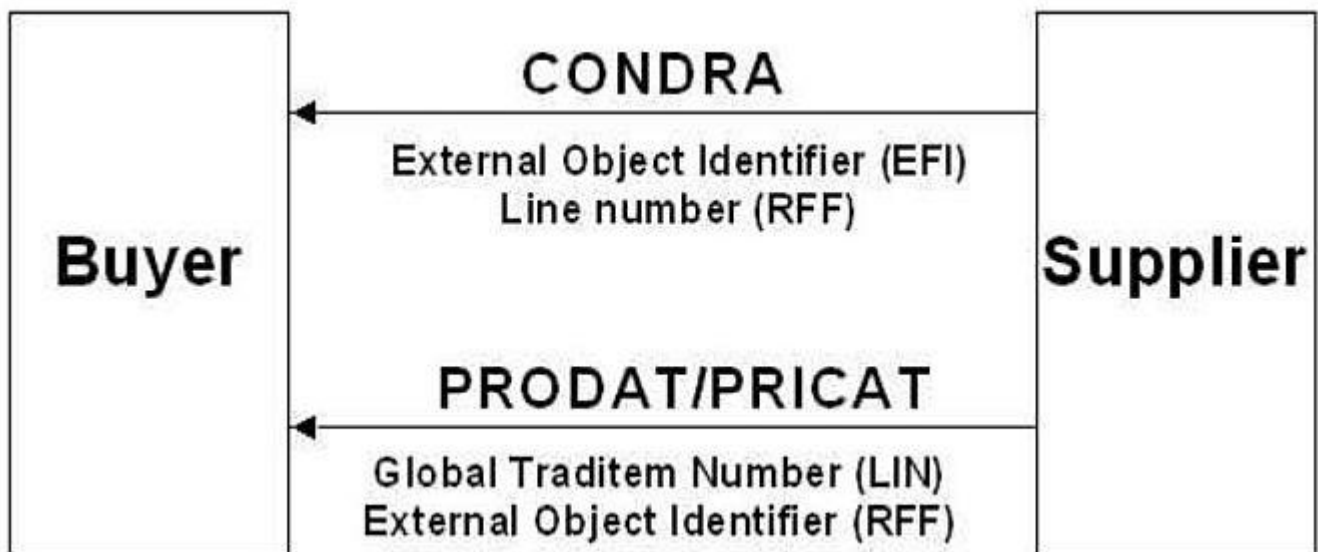 CONDRA
External Object Identifier (EFI)
Line number (RFF)
Buyer
Supplier
PRODAT/PRICAT
Global Traditem Number (LIN)
External Object Identifier (RFF)